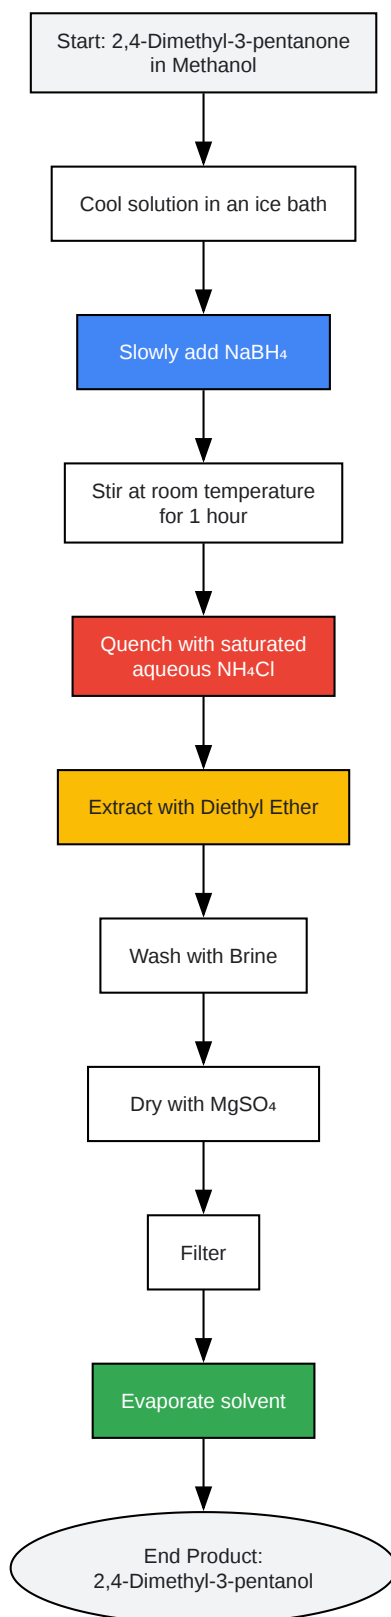 Start: 2,4-Dimethyl-3-pentanone
in Methanol
Cool solution in an ice bath
Slowly add NaBH₄
Stir at room temperature
for 1 hour
Quench with saturated
aqueous NH₄Cl
Extract with Diethyl Ether
Wash with Brine
Dry with MgSO₄
Filter
Evaporate solvent
End Product:
2,4-Dimethyl-3-pentanol